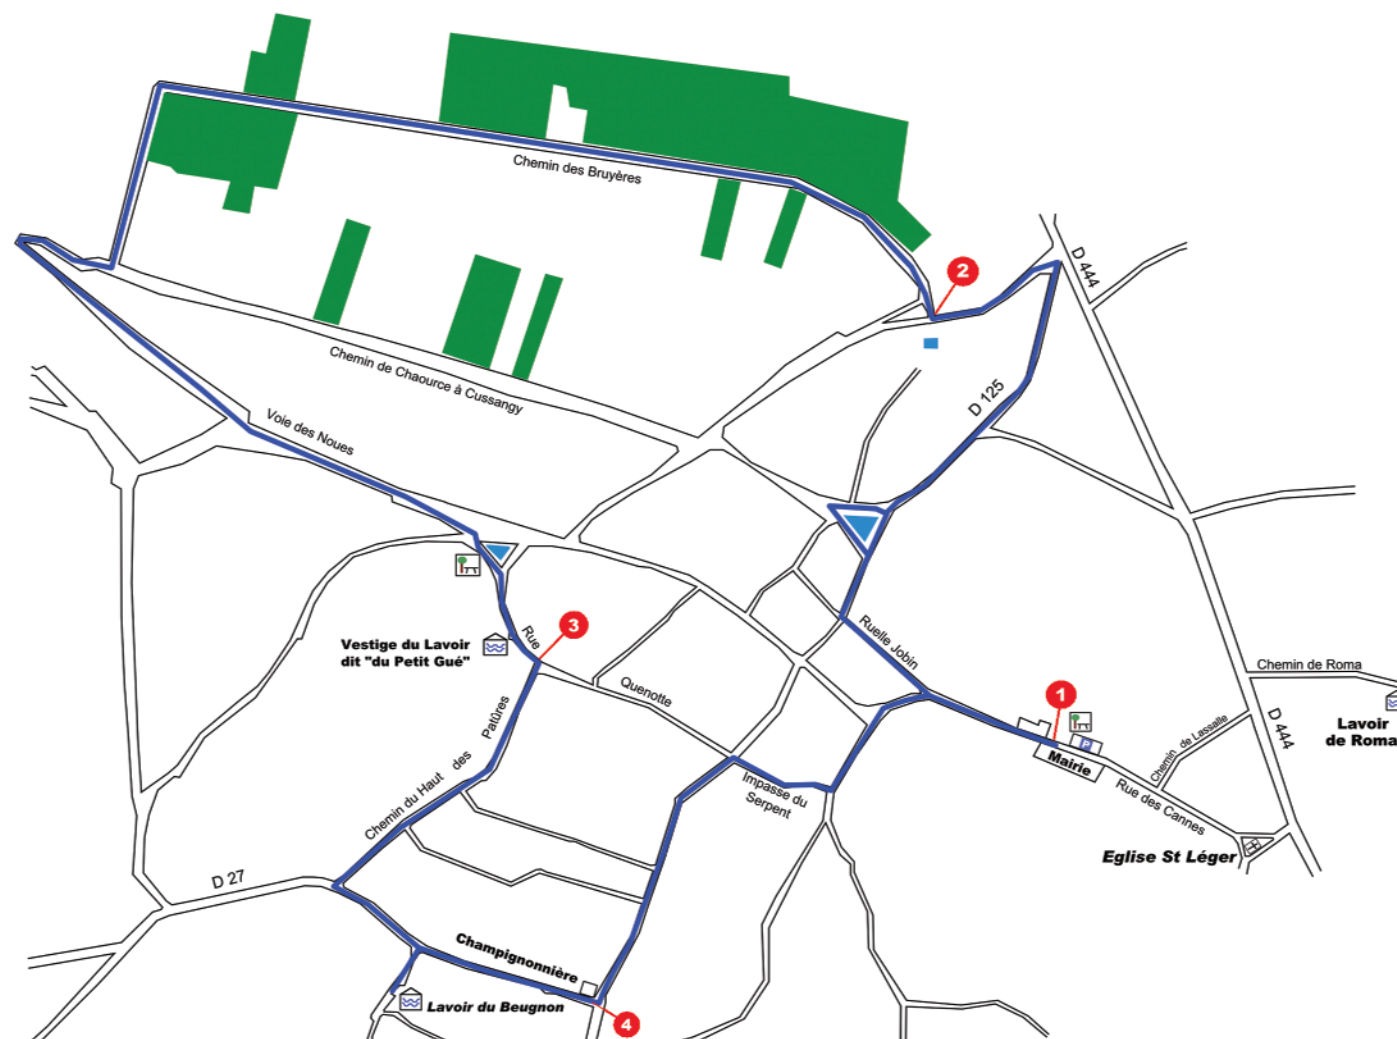 Chemin des Bruyères
2
D 444
Chemin de Chaource à Cussangy
D 125
Voie des Noues
Vestige du Lavoir
dit "du Petit Gué"
Rue
3
Quenotte
Ruelle Jobin
Chemin de Roma
1
P
Mairie
Lavoir
de Roma
D 444
Chemin de Lassalle
Rue des Cannes
Eglise St Léger
Chemin du Haut des Patûres
Impasse du
Serpent
D 27
Champignonnière
Lavoir du Beugnon
4